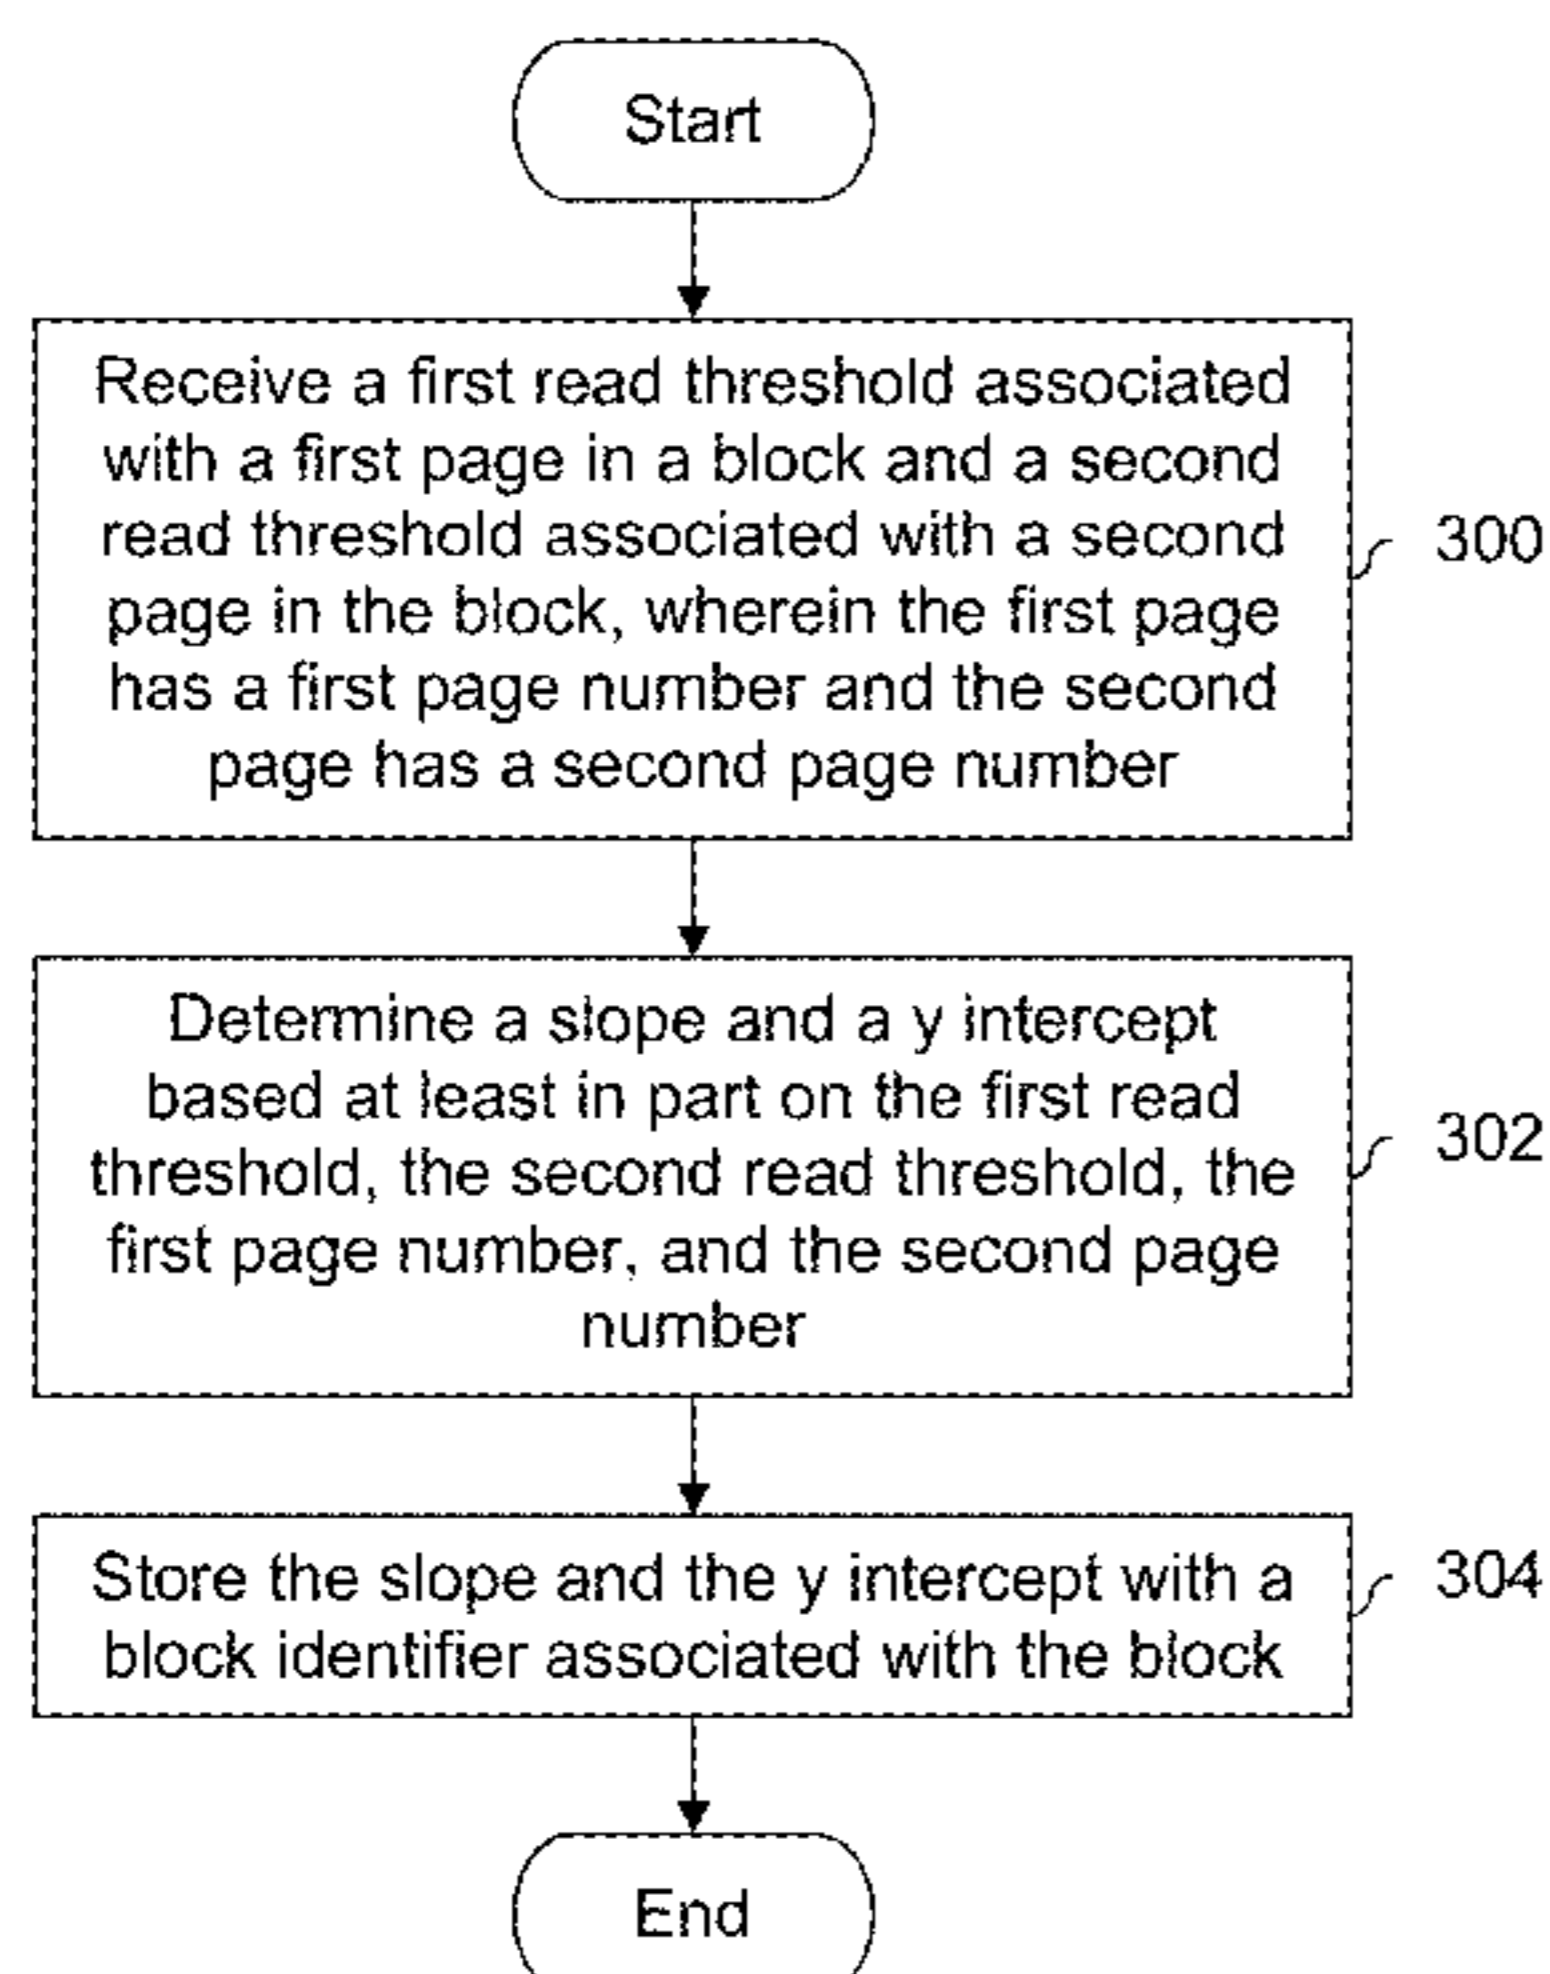 Start
Receive a first read threshold associated
with a first page in a block and a second
read threshold associated with a second
page in the block, wherein the first page
has a first page number and the second
page has a second page number
300
Determine a slope and a y intercept
based at least in part on the first read
threshold, the second read threshold, the
first page number, and the second page
number
302
Store the slope and the y intercept with a
block identifier associated with the block
304
End